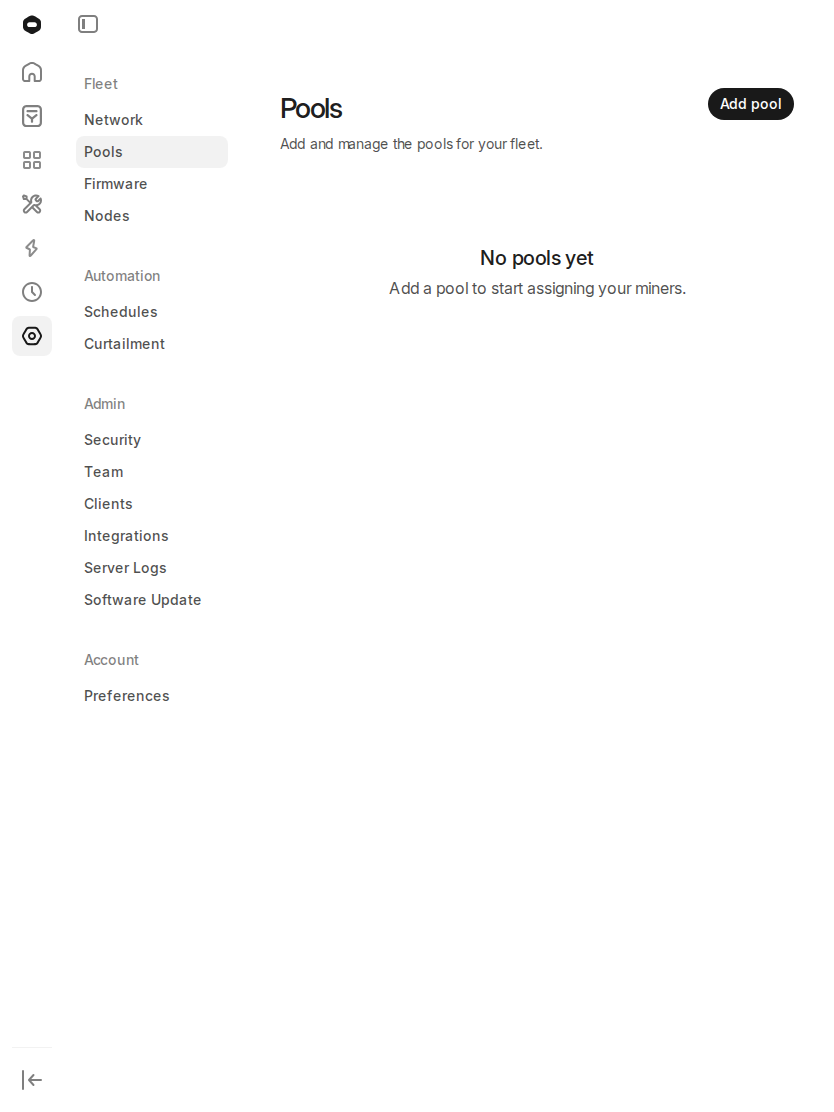 Fleet
Network
Pools
Firmware
Nodes
Automation
Schedules
Curtailment
Admin
Security
Team
Clients
Integrations
Server Logs
Software Update
Account
Preferences
Pools
Add pool
Add and manage the pools for your fleet.
No pools yet
Add a pool to start assigning your miners.